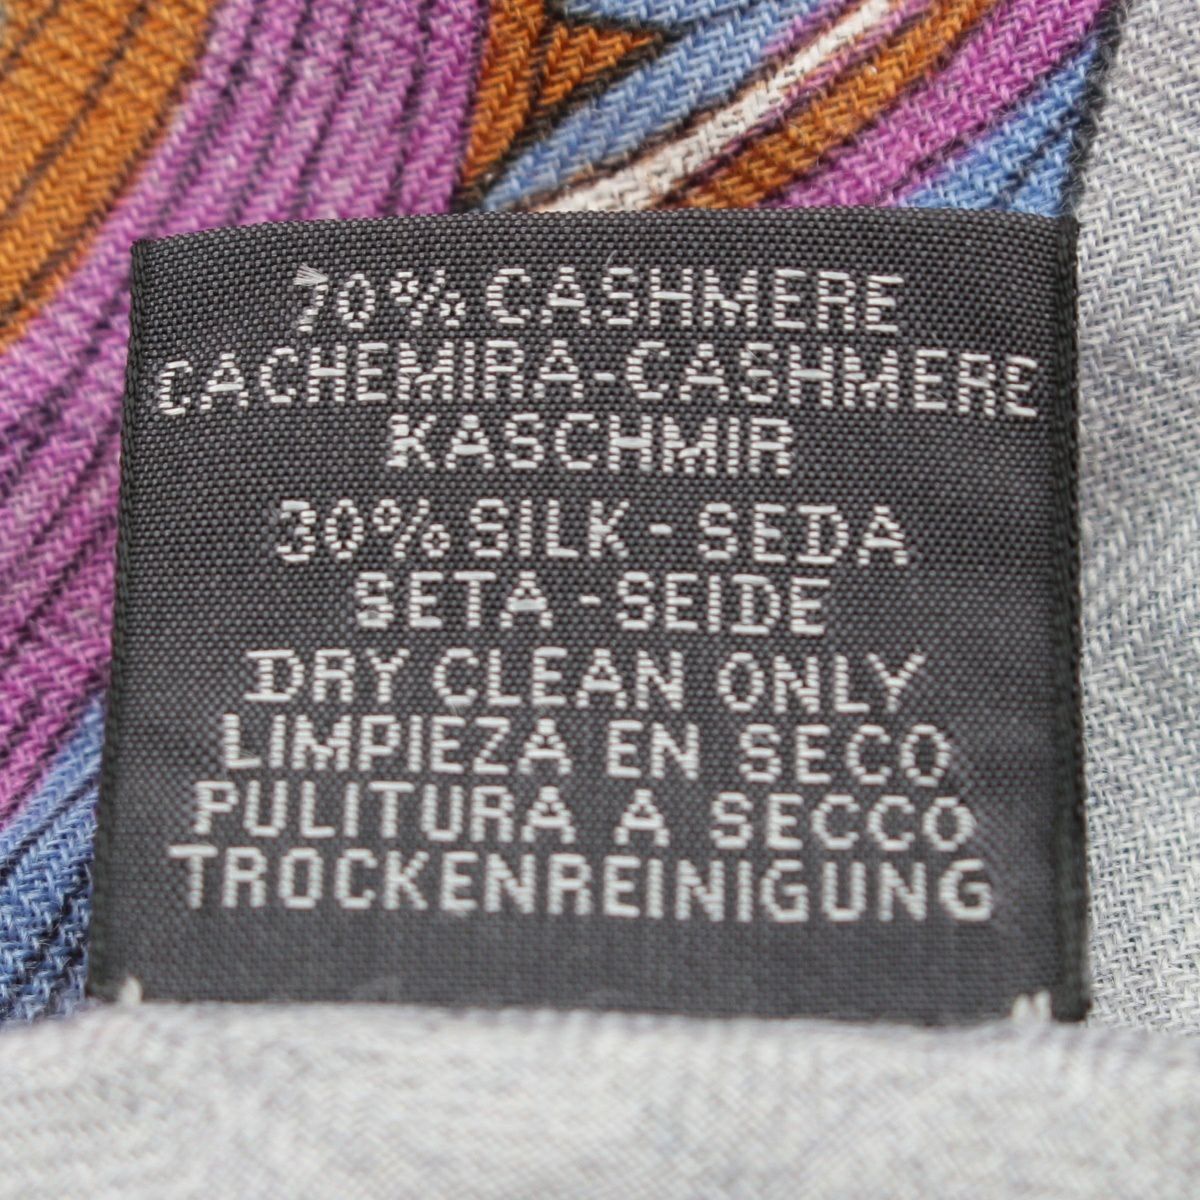 70% CASHMERE
CACHEMIRA-CASHMERE
KASCHMIR
30% SILK - SEDA
SETA - SEIDE
DRY CLEAN ONLY
LIMPIEZA EN SECO
PULITURA A SECCO
TROCKENREINIGUNG